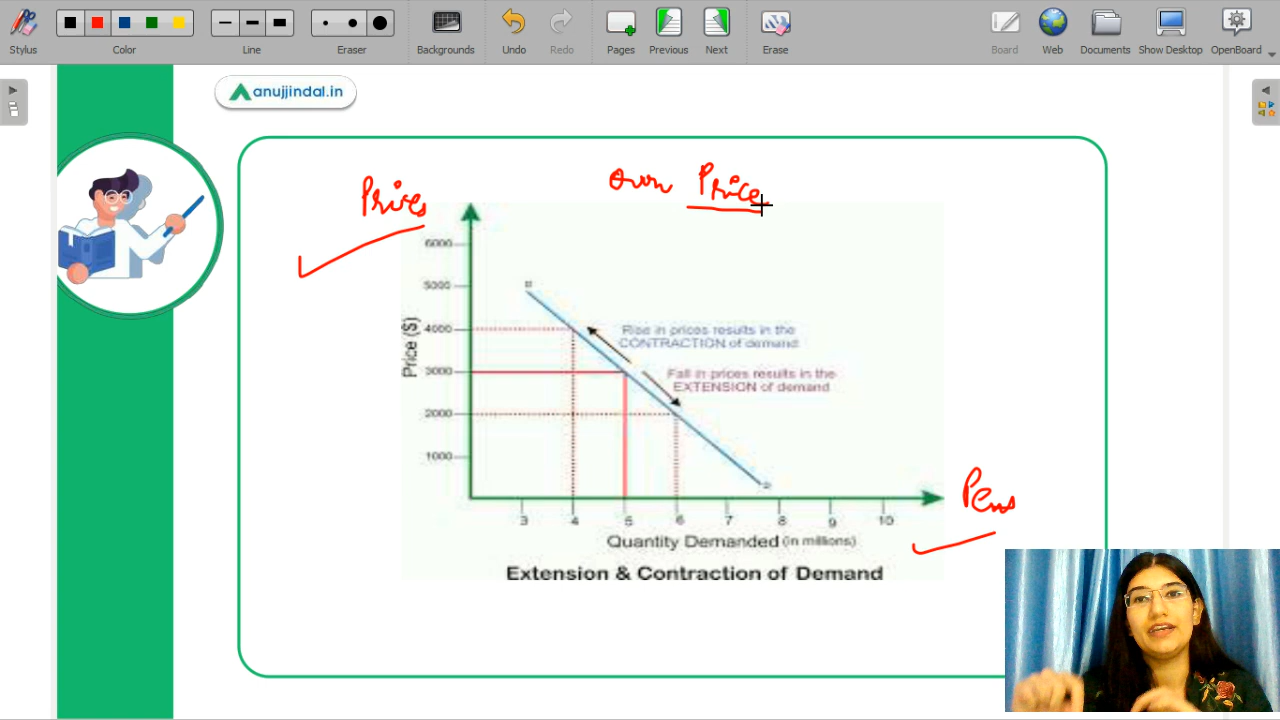 Stylus
Color
Line
Eraser
Backgrounds
Undo
Redo
Pages
Previous
Next
Erase
Board
Web
Documents
Show Desktop
OpenBoard
anujjindal.in
own Price
Prices
6000
5000
4000
3000
2000
1000
Price ($)
D
Rise in prices results in the
CONTRACTION of demand
Fall in prices results in the
EXTENSION of demand
D
Pens
3 4 5 6 7 8 9 10
Quantity Demanded (in millions)
Extension & Contraction of Demand